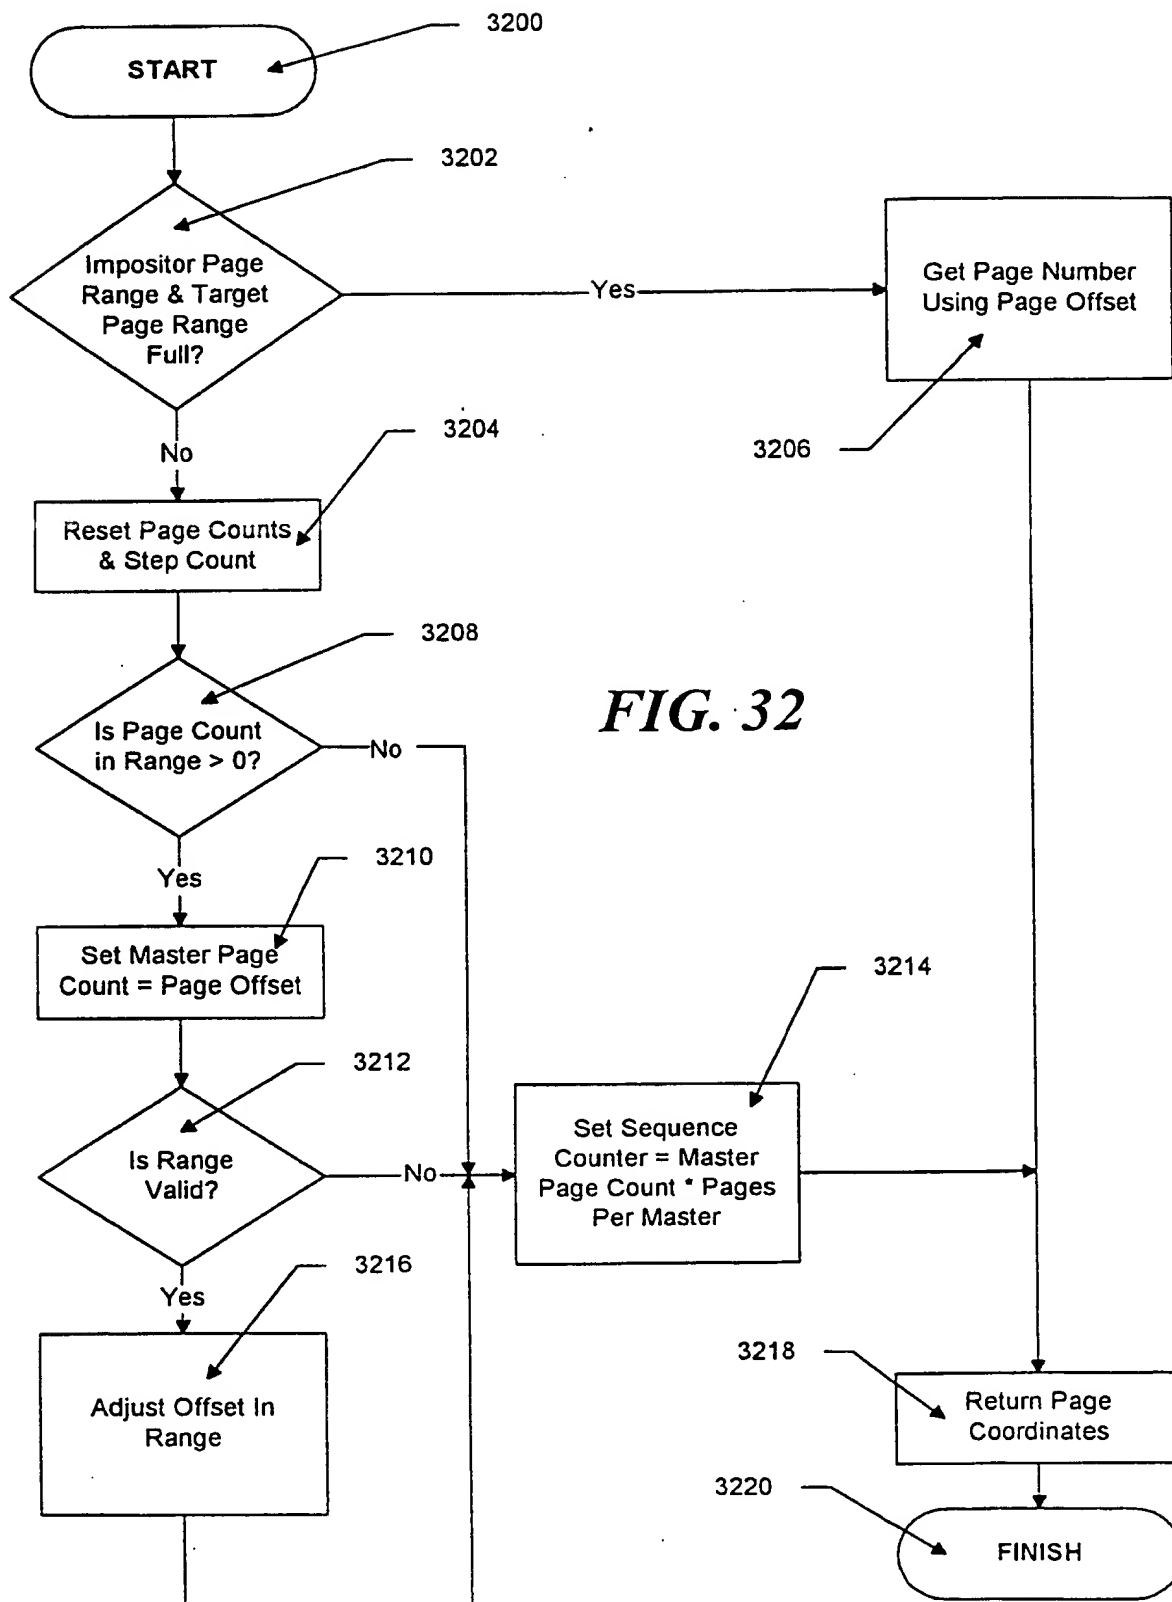 3200
START
3202
Impositor Page
Range & Target
Page Range
Full?
Yes
Get Page Number
Using Page Offset
3206
No
3204
Reset Page Counts
& Step Count
3208
Is Page Count
in Range > 0?
No
FIG. 32
Yes
3210
Set Master Page
Count = Page Offset
3212
Is Range
Valid?
No
3214
Set Sequence
Counter = Master
Page Count * Pages
Per Master
Yes
3216
Adjust Offset In
Range
3218
Return Page
Coordinates
3220
FINISH